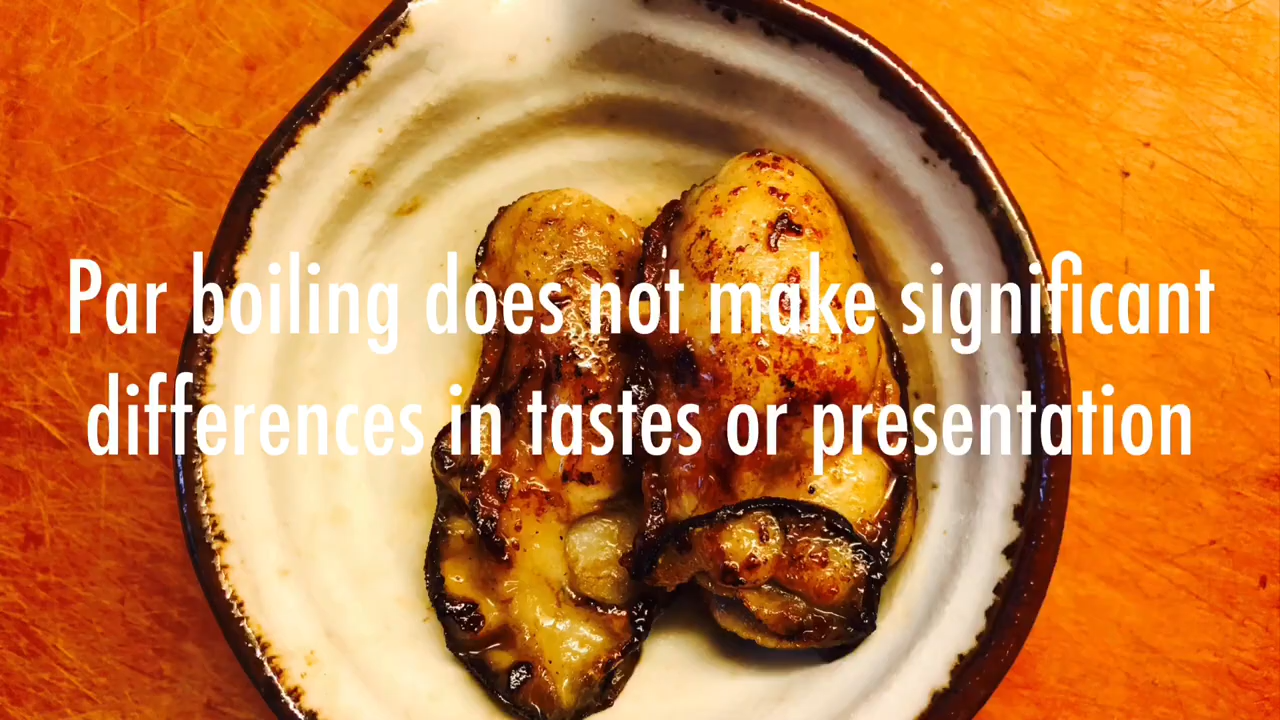 Par boiling does not make significant
differences in tastes or presentation